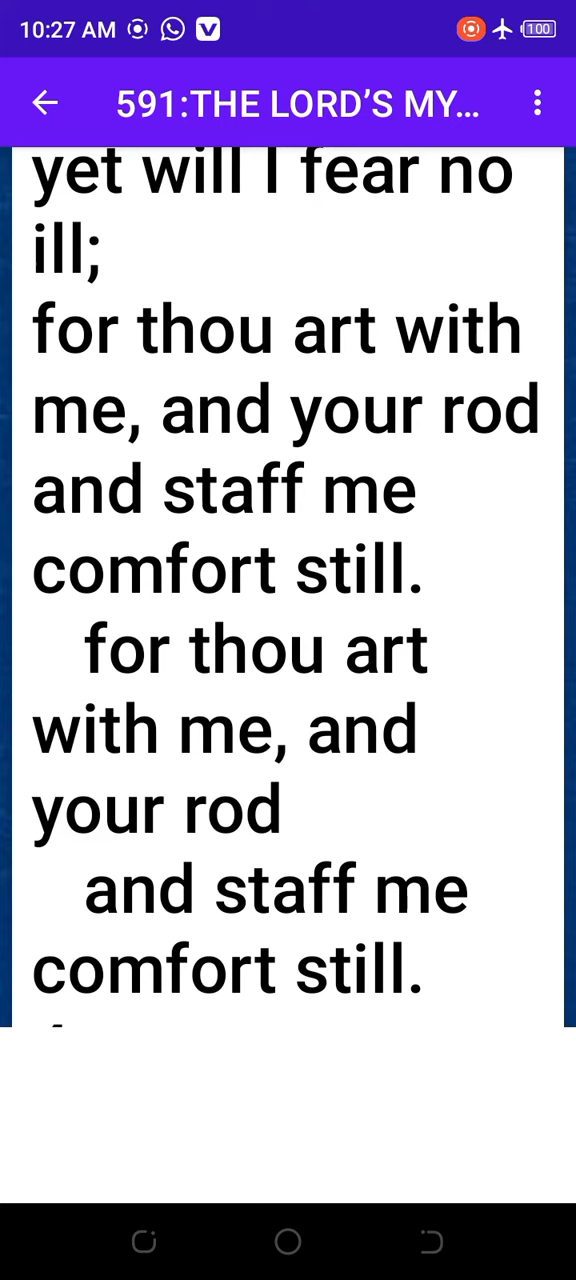 10:27 AM
100
591:THE LORD’S MY...
yet will I fear no
ill;
for thou art with
me, and your rod
and staff me
comfort still.
for thou art
with me, and
your rod
and staff me
comfort still.